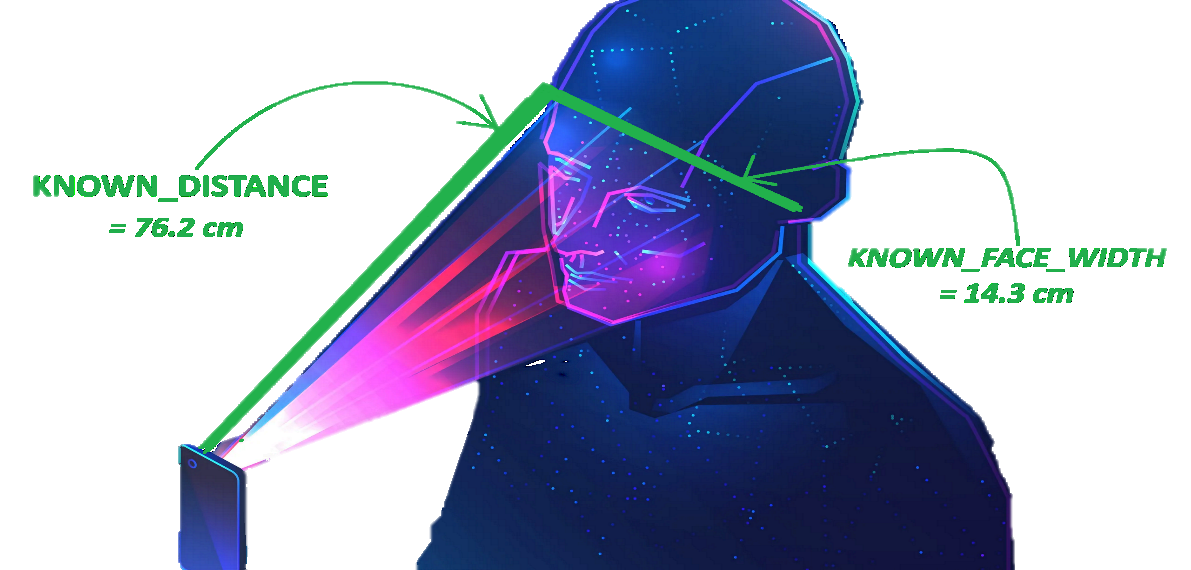 KNOWN_DISTANCE
= 76.2 cm
KNOWN_FACE_WIDTH
= 14.3 cm